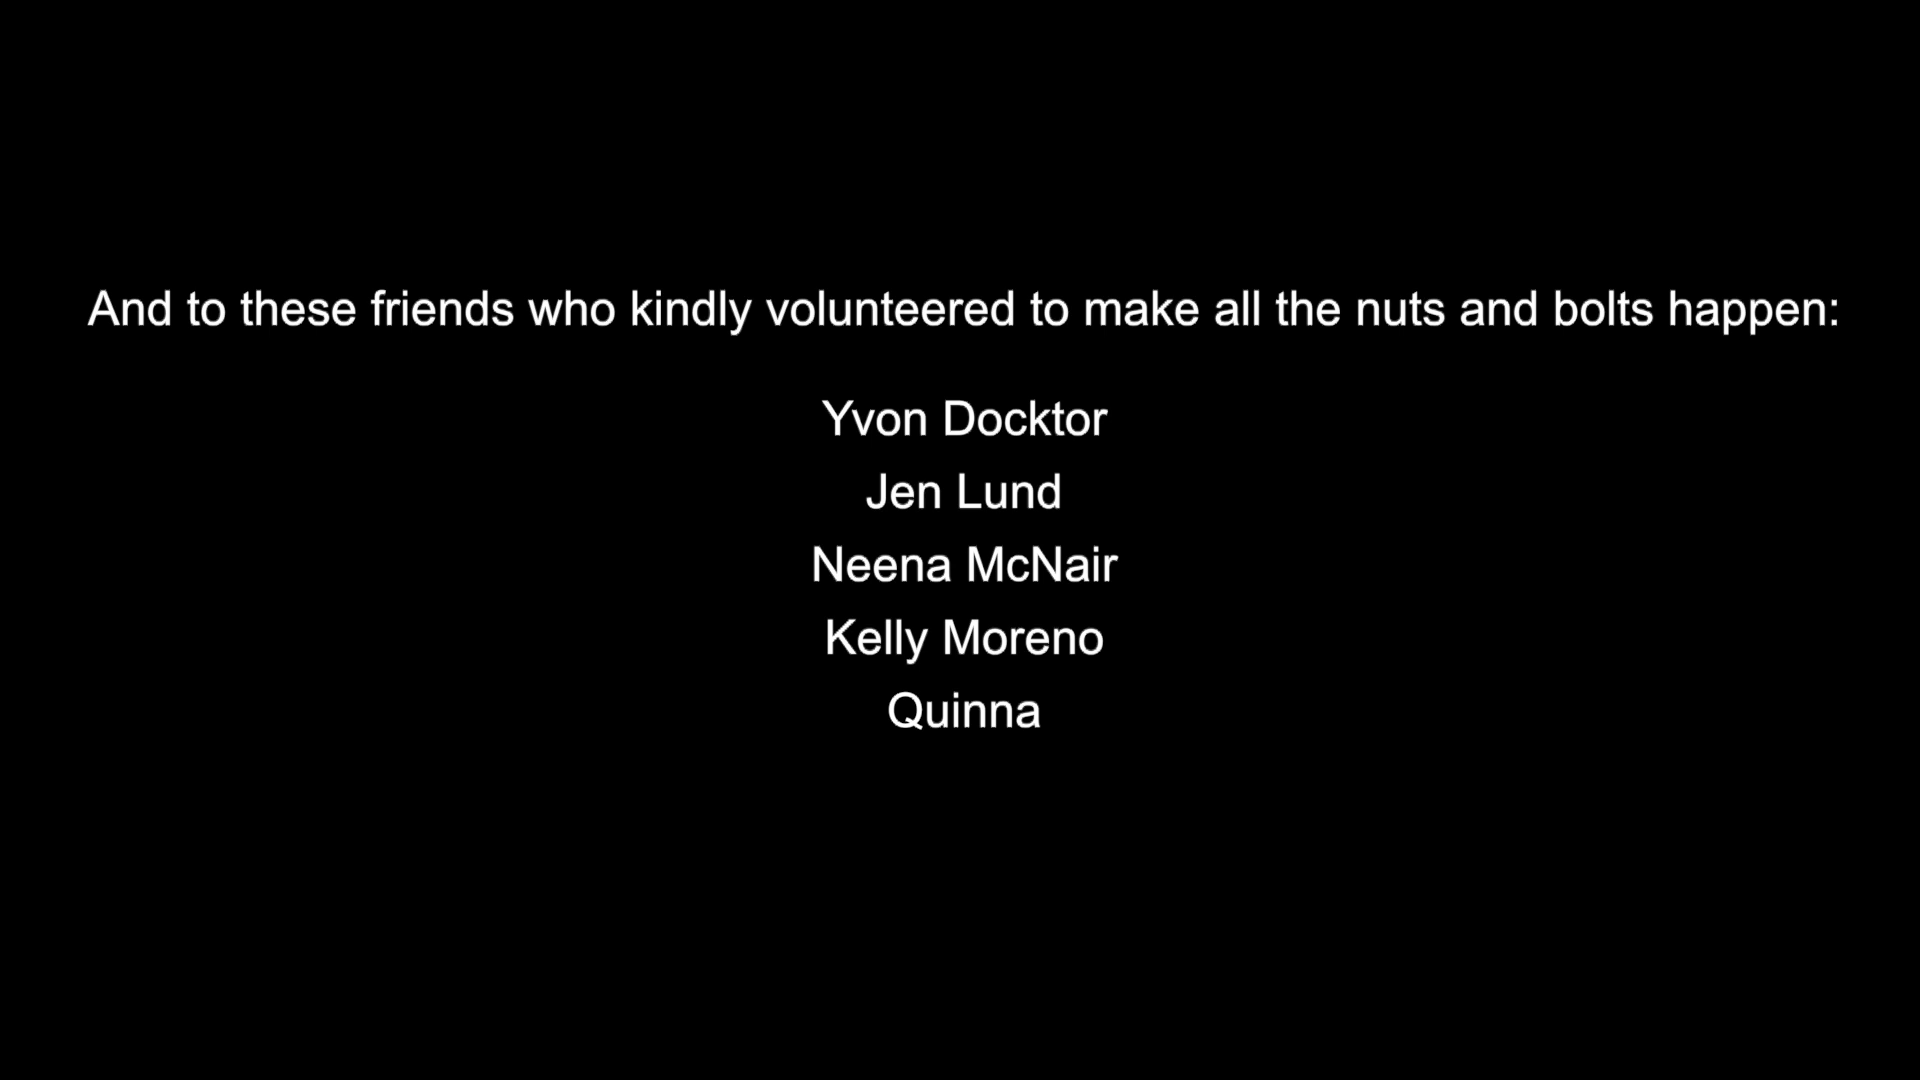 And to these friends who kindly volunteered to make all the nuts and bolts happen:
Yvon Docktor
Jen Lund
Neena McNair
Kelly Moreno
Quinna